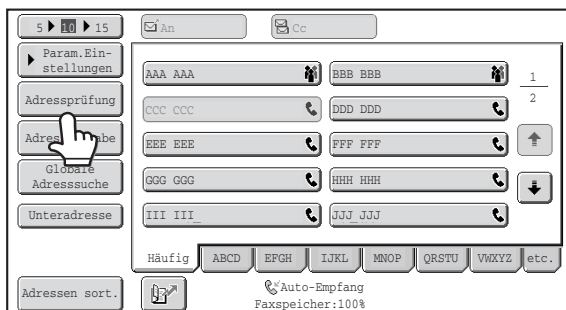 5 10 15
An
Cc
Param.Ein-
stellungen
Adressprüfung
Globale
Adresssuche
Unteradresse
Adressen sort.
AAA AAA
BBB BBB
CCC CCC
DDD DDD
EEE EEE
FFF FFF
GGG GGG
HHH HHH
III III
JJJ JJJ
1
2
Häufig ABCD EFGH IJKL MNOP QRSTU VWXYZ etc.
Auto-Empfang
Faxspeicher:100%